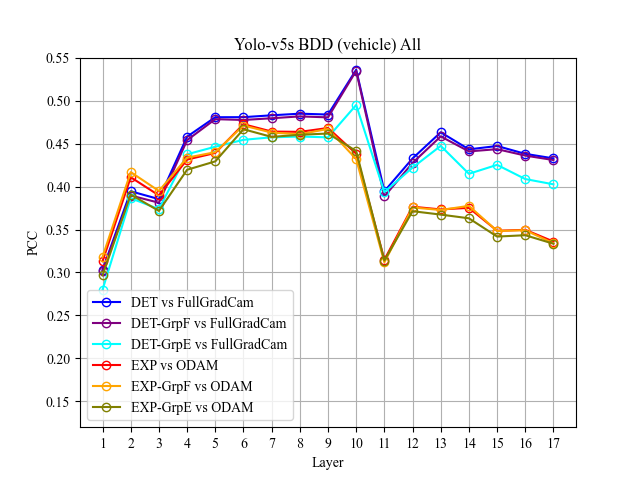 Yolo-v5s BDD (vehicle) All
0.55
0.50
0.45
0.40
0.35
0.30
0.25
0.20
0.15
PCC
DET vs FullGradCam
DET-GrpF vs FullGradCam
DET-GrpE vs FullGradCam
EXP vs ODAM
EXP-GrpF vs ODAM
EXP-GrpE vs ODAM
1 2 3 4 5 6 7 8 9 10 11 12 13 14 15 16 17
Layer